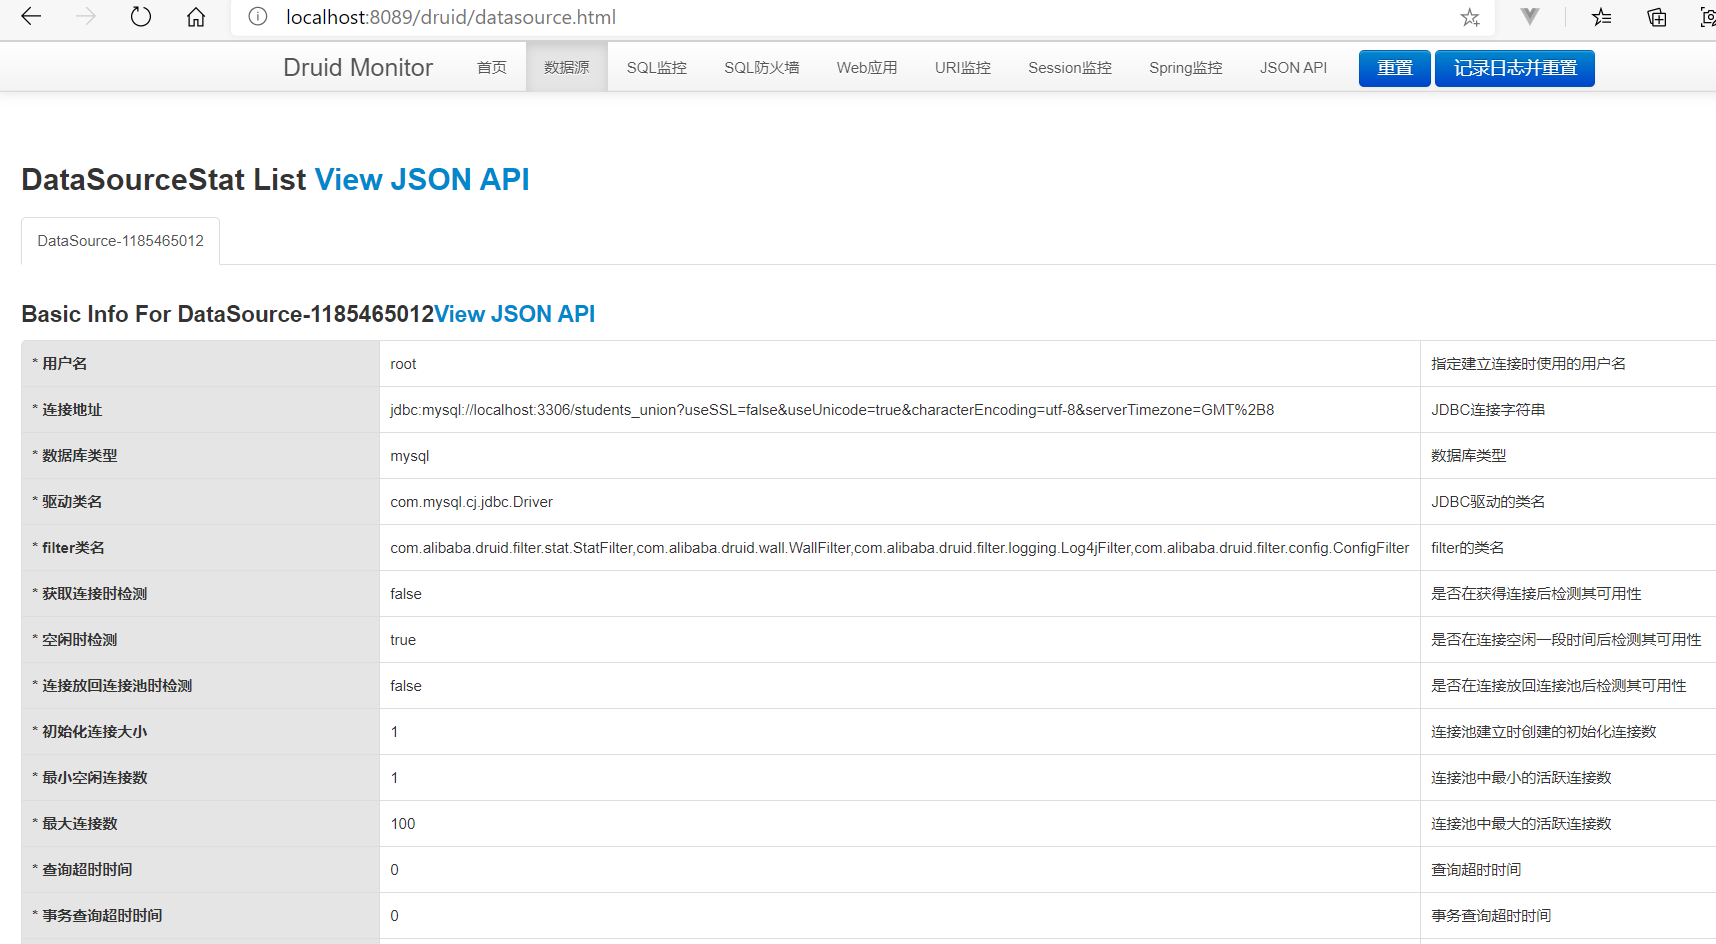 localhost:8089/druid/datasource.html
Druid Monitor 首页 数据源 SQL监控 SQL防火墙 Web应用 URI监控 Session监控 Spring监控 JSON API 重置 记录日志并重置
DataSourceStat List View JSON API
DataSource-1185465012
Basic Info For DataSource-1185465012View JSON API
* 用户名 root 指定建立连接时使用的用户名
* 连接地址 jdbc:mysql://localhost:3306/students_union?useSSL=false&useUnicode=true&characterEncoding=utf-8&serverTimezone=GMT%2B8 JDBC连接字符串
* 数据库类型 mysql 数据库类型
* 驱动类名 com.mysql.cj.jdbc.Driver JDBC驱动的类名
* filter类名 com.alibaba.druid.filter.stat.StatFilter,com.alibaba.druid.wall.WallFilter,com.alibaba.druid.filter.logging.Log4jFilter,com.alibaba.druid.filter.config.ConfigFilter filter的类名
* 获取连接时检测 false 是否在获得连接后检测其可用性
* 空闲时检测 true 是否在连接空闲一段时间后检测其可用性
* 连接放回连接池时检测 false 是否在连接放回连接池后检测其可用性
* 初始化连接大小 1 连接池建立时创建的初始化连接数
* 最小空闲连接数 1 连接池中最小的活跃连接数
* 最大连接数 100 连接池中最大的活跃连接数
* 查询超时时间 0 查询超时时间
* 事务查询超时时间 0 事务查询超时时间